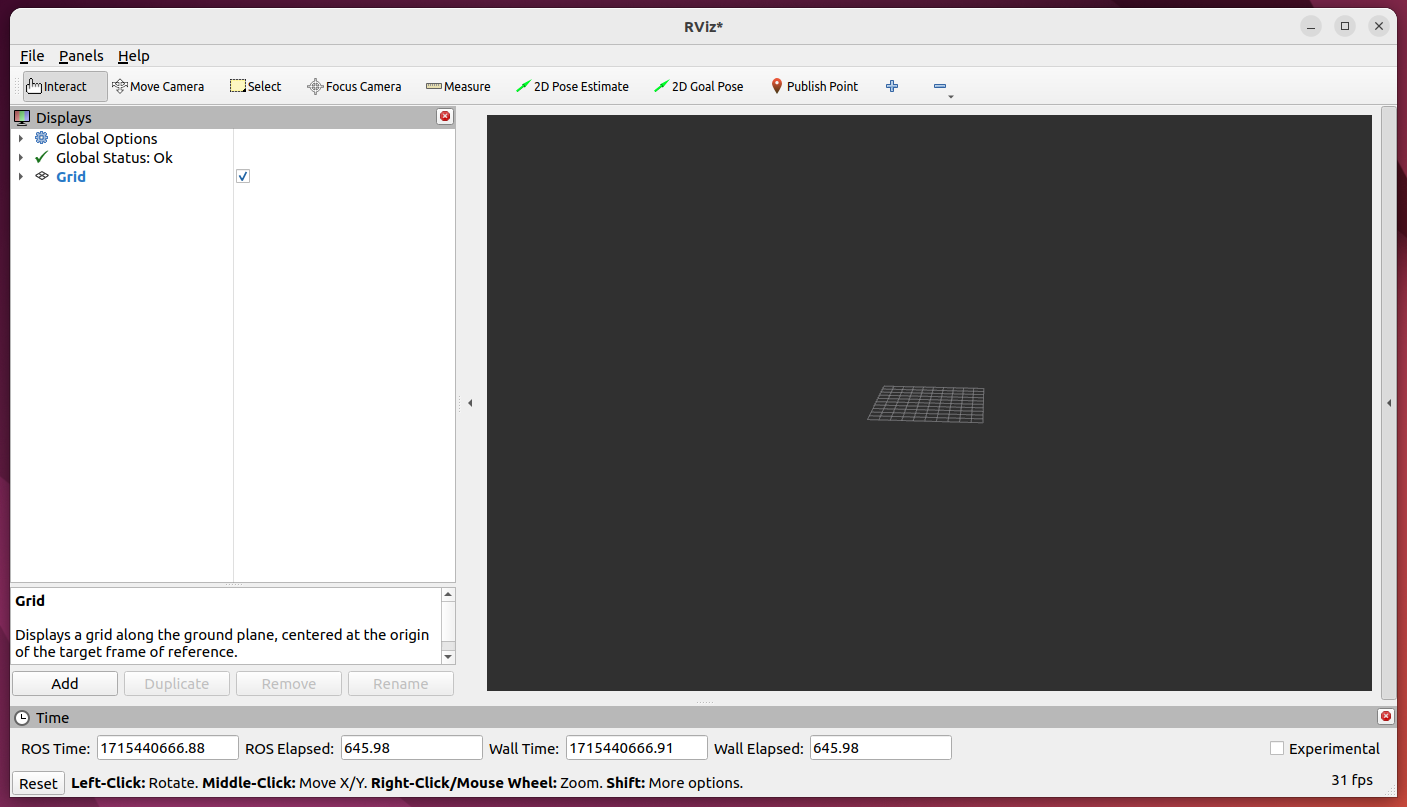 RViz*
File Panels Help
Interact Move Camera Select Focus Camera Measure 2D Pose Estimate 2D Goal Pose Publish Point
Displays
Global Options
Global Status: Ok
Grid
Grid
Displays a grid along the ground plane, centered at the origin
of the target frame of reference.
Add Duplicate Remove Rename
Time
ROS Time: 1715440666.88 ROS Elapsed: 645.98 Wall Time: 1715440666.91 Wall Elapsed: 645.98 Experimental
Reset Left-Click: Rotate. Middle-Click: Move X/Y. Right-Click/Mouse Wheel: Zoom. Shift: More options. 31 fps